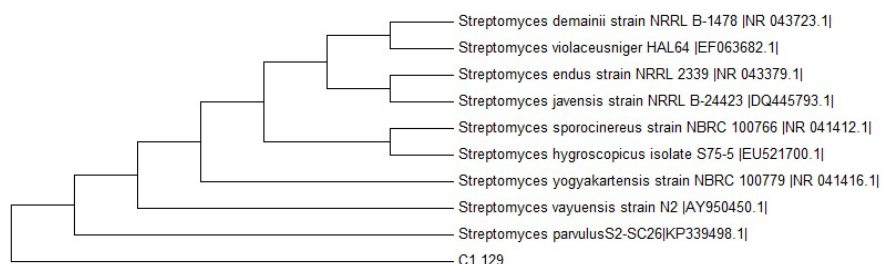 Streptomyces demainii strain NRRL B-1478 |NR 043723.1|
Streptomyces violaceusniger HAL64 |EF063682.1|
Streptomyces endus strain NRRL 2339 |NR 043379.1|
Streptomyces javensis strain NRRL B-24423 |DQ445793.1|
Streptomyces sporocinereus strain NBRC 100766 |NR 041412.1|
Streptomyces hygroscopicus isolate S75-5 |EU521700.1|
Streptomyces yogyakartensis strain NBRC 100779 |NR 041416.1|
Streptomyces vayuensis strain N2 |AY950450.1|
Streptomyces parvulusS2-SC26|KP339498.1|
C1 129